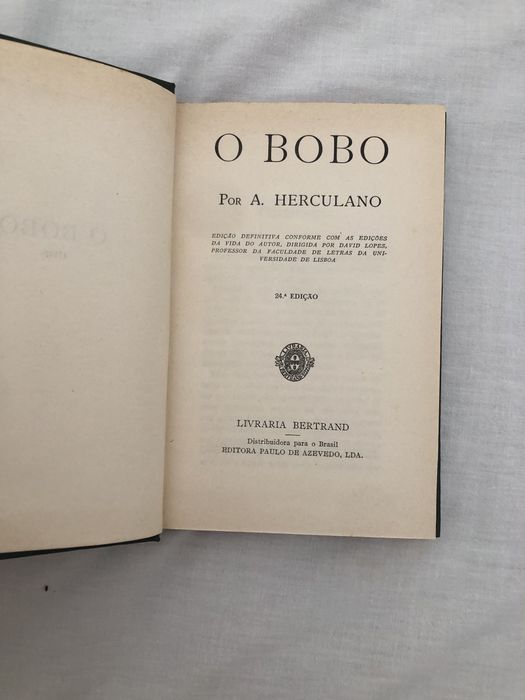 O BOBO
POR A. HERCULANO
EDIÇÃO DEFINITIVA CONFORME COM AS EDIÇÕES
DA VIDA DO AUTOR, DIRIGIDA POR DAVID LOPES,
PROFESSOR DA FACULDADE DE LETRAS DA UNI-
VERSIDADE DE LISBOA
24.ª EDIÇÃO
LIVRARIA
BERTRAND
LIVRARIA BERTRAND
Distribuidora para o Brasil
EDITORA PAULO DE AZEVEDO, LDA.